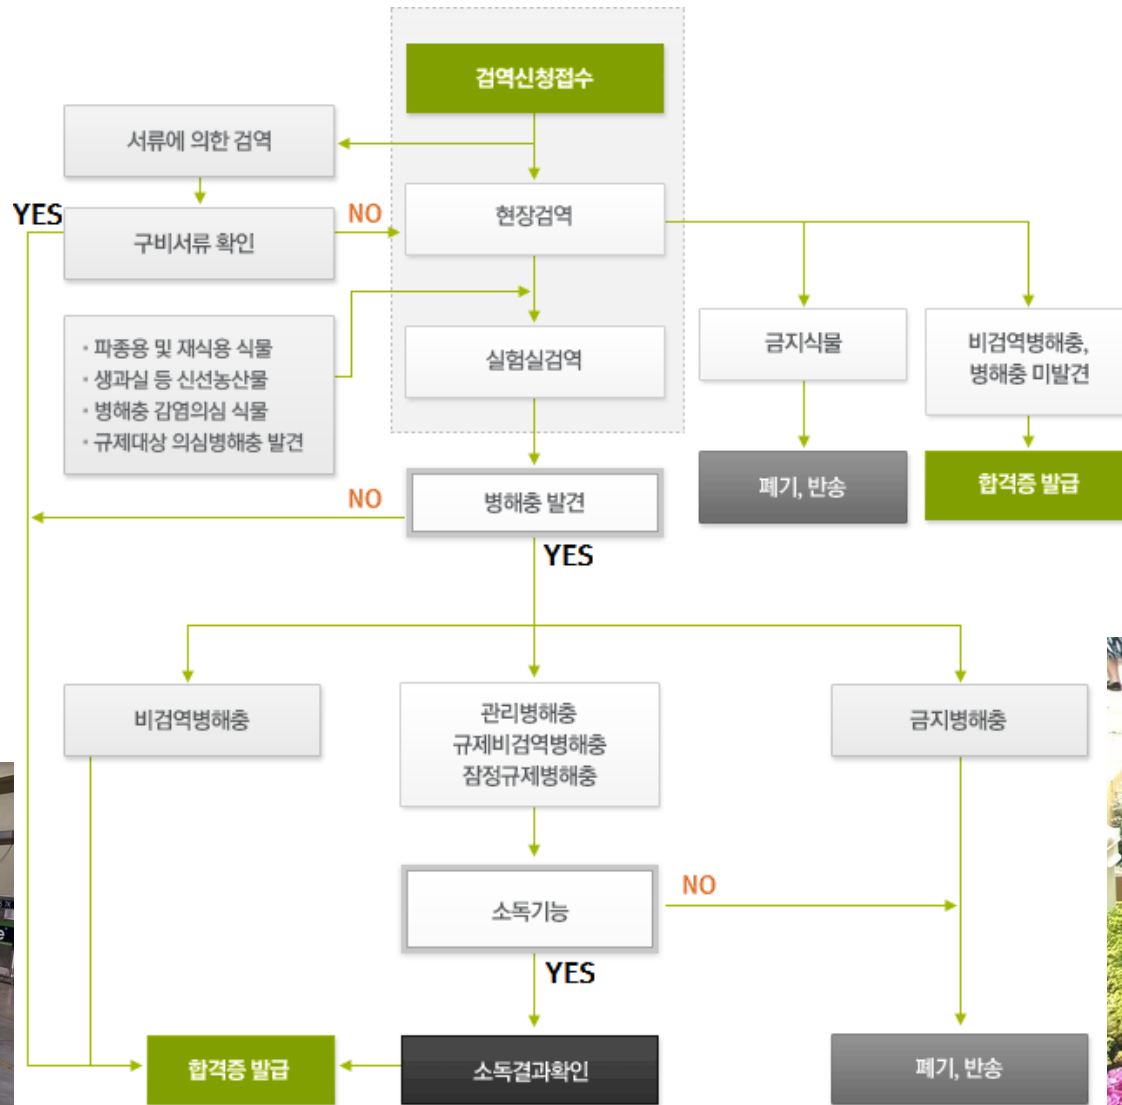 검역신청접수
서류에 의한 검역
YES
구비서류 확인
NO
현장검역
· 파종용 및 재식용 식물
· 생과실 등 신선농산물
· 병해충 감염의심 식물
· 규제대상 의심병해충 발견
실험실검역
금지식물
비검역병해충,
병해충 미발견
폐기, 반송
합격증 발급
NO
병해충 발견
YES
비검역병해충
관리병해충
규제비검역병해충
잠정규제병해충
금지병해충
소독기능
NO
YES
합격증 발급
소독결과확인
폐기, 반송